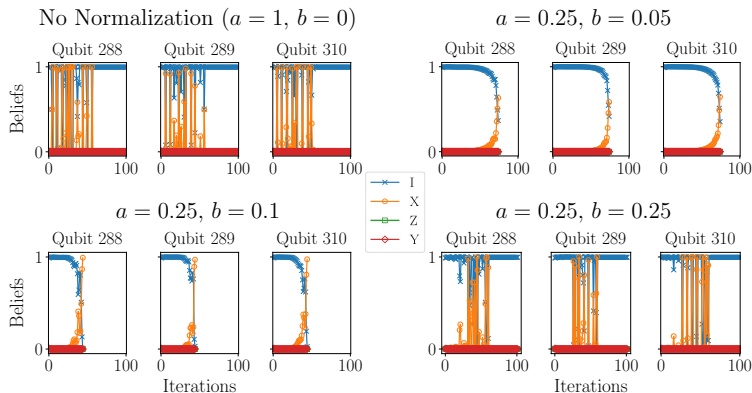 No Normalization (a = 1, b = 0)
a = 0.25, b = 0.05
Qubit 288 Qubit 289 Qubit 310
Qubit 288 Qubit 289 Qubit 310
1
0
Beliefs
0 100 0 100 0 100
1
0
0 100 0 100 0 100
I
X
Z
Y
a = 0.25, b = 0.1
a = 0.25, b = 0.25
Qubit 288 Qubit 289 Qubit 310
Qubit 288 Qubit 289 Qubit 310
1
0
Beliefs
0 100 0 100 0 100
Iterations
1
0
0 100 0 100 0 100
Iterations